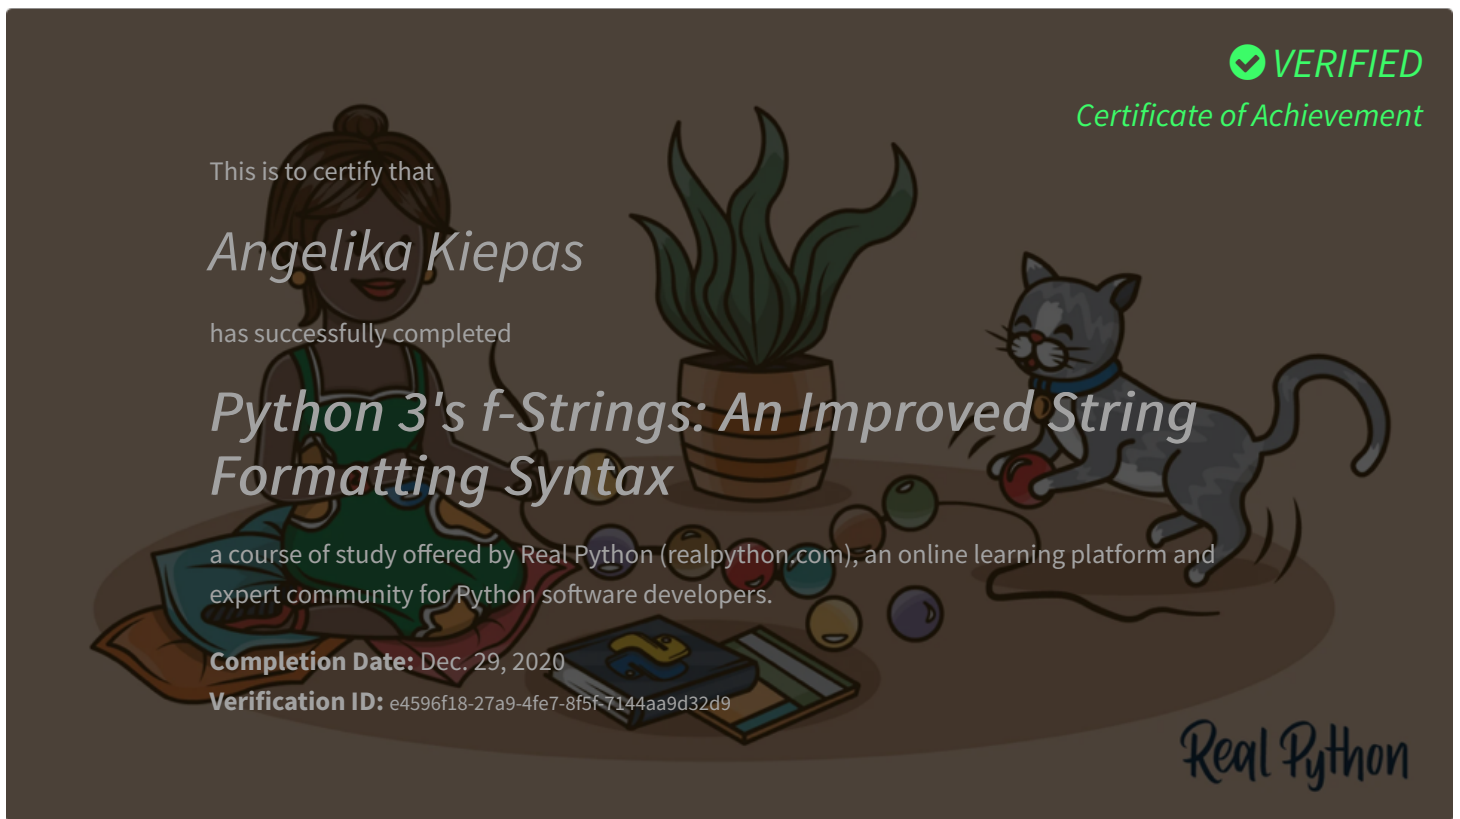 VERIFIED
Certificate of Achievement
This is to certify that
Angelika Kiepas
has successfully completed
Python 3's f-Strings: An Improved String
Formatting Syntax
a course of study offered by Real Python (realpython.com), an online learning platform and
expert community for Python software developers.
Completion Date: Dec. 29, 2020
Verification ID: e4596f18-27a9-4fe7-8f5f-7144aa9d32d9
Real Python